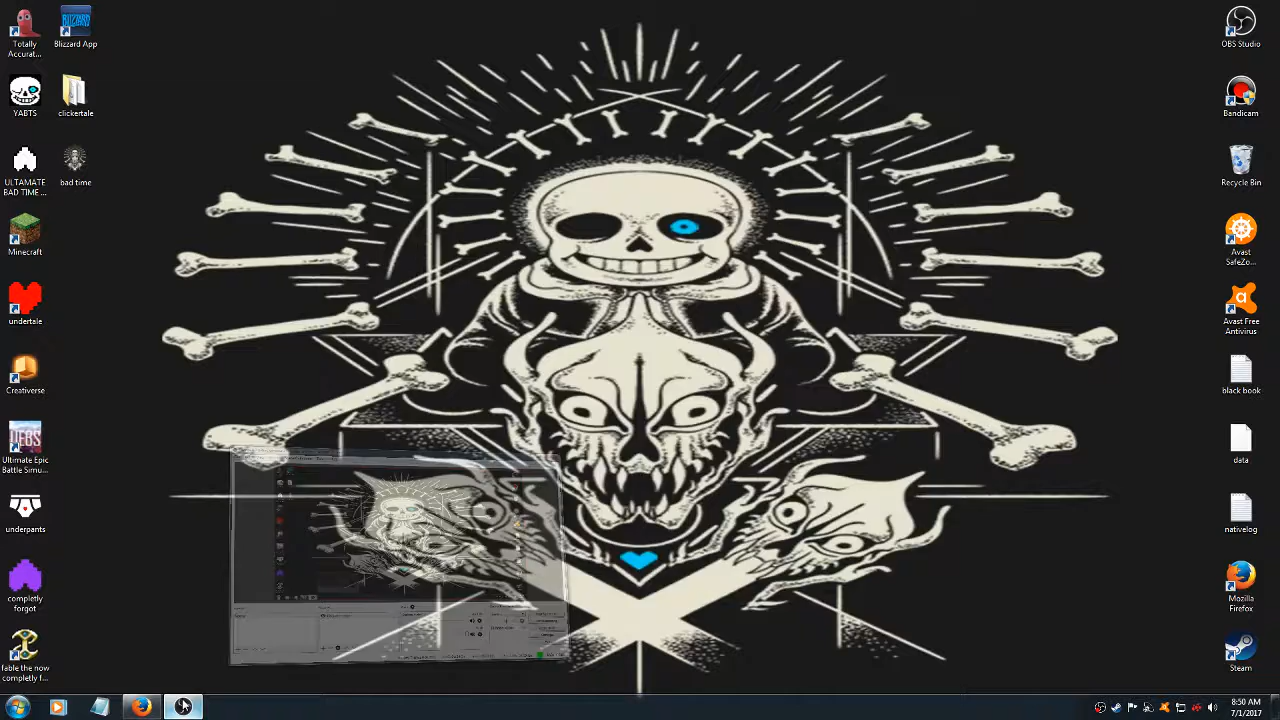 Totally
Accurat...
Blizzard App
YABTS
clickertale
ULTAMATE
BAD TIME ...
bad time
Minecraft
undertale
Creativerse
Ultimate Epic
Battle Simu...
underpants
completly
forgot
fable the now
completly f...
OBS Studio
Bandicam
Recycle Bin
Avast
SafeZo...
Avast Free
Antivirus
black book
data
nativelog
Mozilla
Firefox
Steam
8:50 AM
7/1/2017